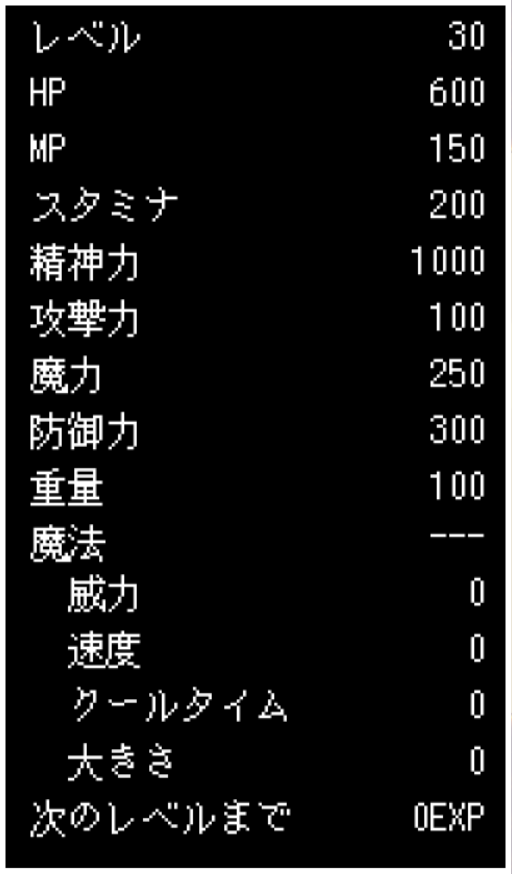 レベル 30
HP 600
MP 150
スタミナ 200
精神力 1000
攻撃力 100
魔力 250
防御力 300
重量 100
魔法 ---
威力 0
速度 0
クールタイム 0
大きさ 0
次のレベルまで 0EXP